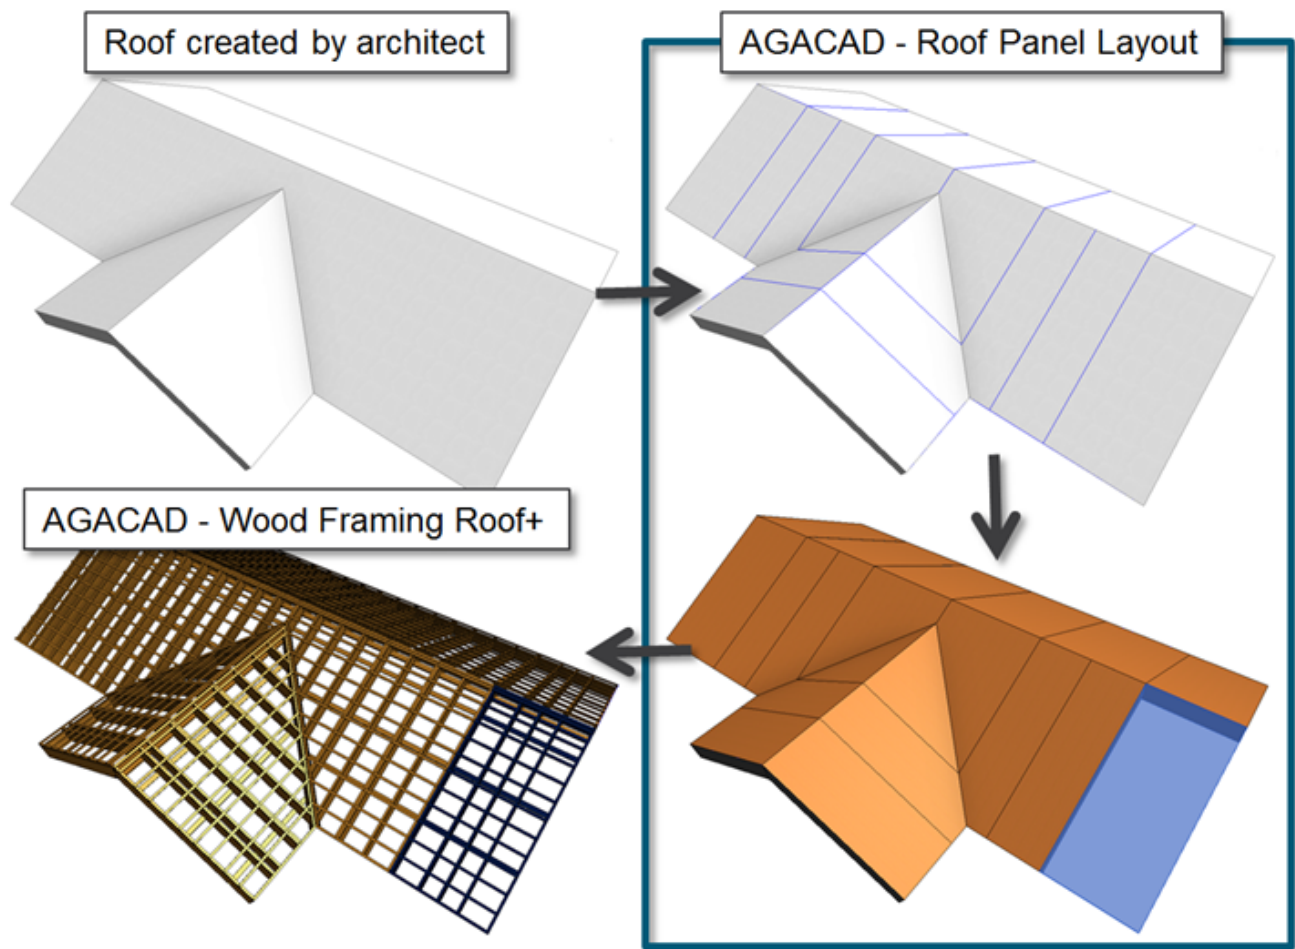 Roof created by architect
AGACAD - Roof Panel Layout
AGACAD - Wood Framing Roof+